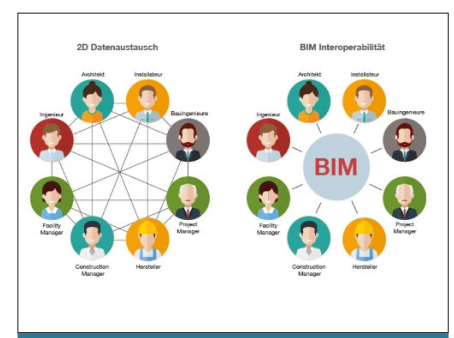 2D Datenaustausch
Architekt
Installateur
Ingenieur
Bauingenieure
Facility
Manager
Project
Manager
Construction
Manager
Hersteller
BIM Interoperabilität
Architekt
Installateur
Ingenieur
Bauingenieure
BIM
Facility
Manager
Project
Manager
Construction
Manager
Hersteller